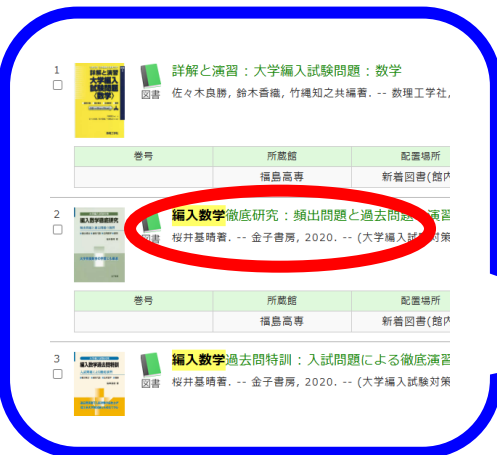 1
詳解と演習：大学編入試験問題：数学
図書
佐々木良勝, 鈴木香織, 竹縄知之共編著. -- 数理工学社,
巻号 所蔵館 配置場所
福島高専 新着図書(館内
2
編入数学徹底研究：頻出問題と過去問題 演習
図書
桜井基晴著. -- 金子書房, 2020. -- (大学編入試験対策
巻号 所蔵館 配置場所
福島高専 新着図書(館内
3
編入数学過去問特訓：入試問題による徹底演習
図書
桜井基晴著. -- 金子書房, 2020. -- (大学編入試験対策